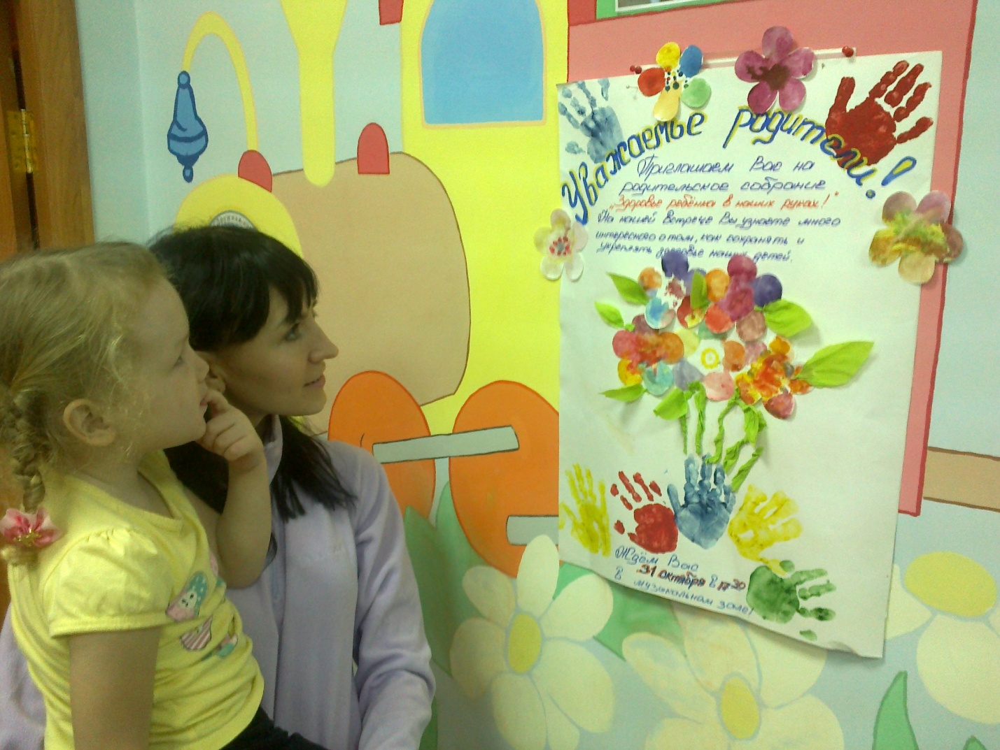 Уважаемье родители!
Приглашаем Вас на
родительское собрание
"Здоровье ребёнка в наших руках!"
На нашей встрече Вы узнаете много
интересного о том, как сохранять и
укреплять здоровье наших детей.
Ждём Вас
в 31 октября в 17 30
в музыкальном зале!